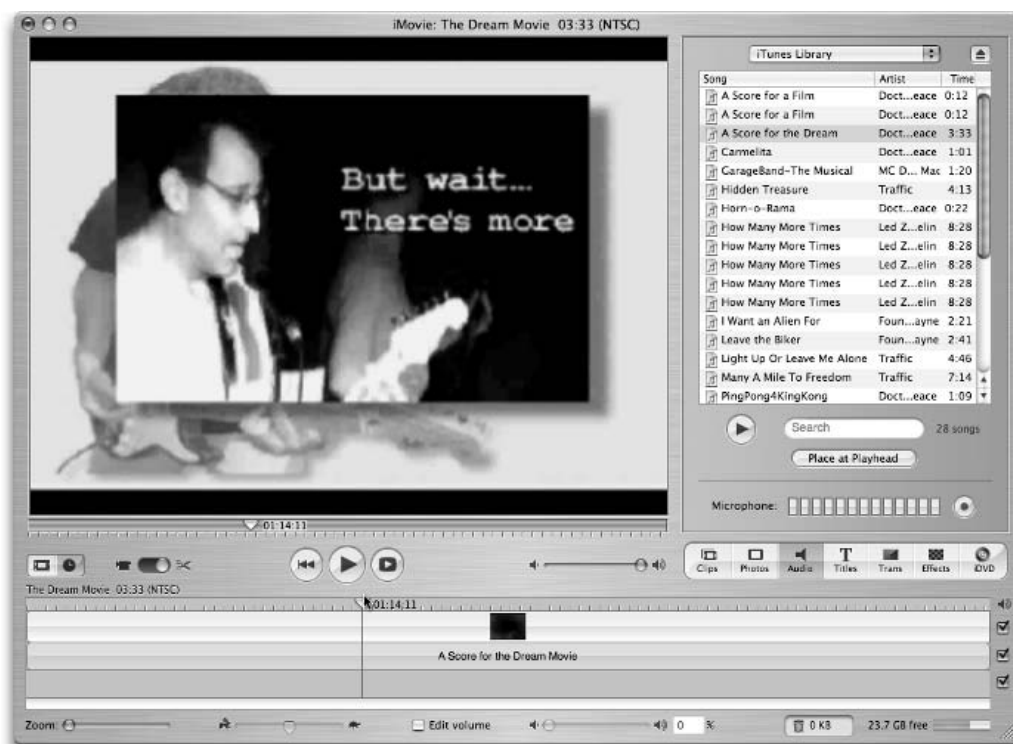 iMovie: The Dream Movie 03:33 (NTSC)
But wait...
There's more
iTunes Library
Song Artist Time
A Score for a Film Doct...eace 0:12
A Score for a Film Doct...eace 0:12
A Score for the Dream Doct...eace 3:33
Carmelita Doct...eace 1:01
GarageBand-The Musical MC D... Mac 1:20
Hidden Treasure Traffic 4:13
Horn-o-Rama Doct...eace 0:22
How Many More Times Led Z...elin 8:28
How Many More Times Led Z...elin 8:28
How Many More Times Led Z...elin 8:28
How Many More Times Led Z...elin 8:28
How Many More Times Led Z...elin 8:28
I Want an Alien For Foun...ayne 2:21
Leave the Biker Foun...ayne 2:41
Light Up Or Leave Me Alone Traffic 4:46
Many A Mile To Freedom Traffic 7:14
PingPong4KingKong Doct...eace 1:09
Search 28 songs
Place at Playhead
Microphone:
01:14:11
Clips Photos Audio Titles Trans Effects iDVD
The Dream Movie 03:33 (NTSC)
01:14:11
A Score for the Dream Movie
Zoom: Edit volume 0 % 0 KB 23.7 GB free